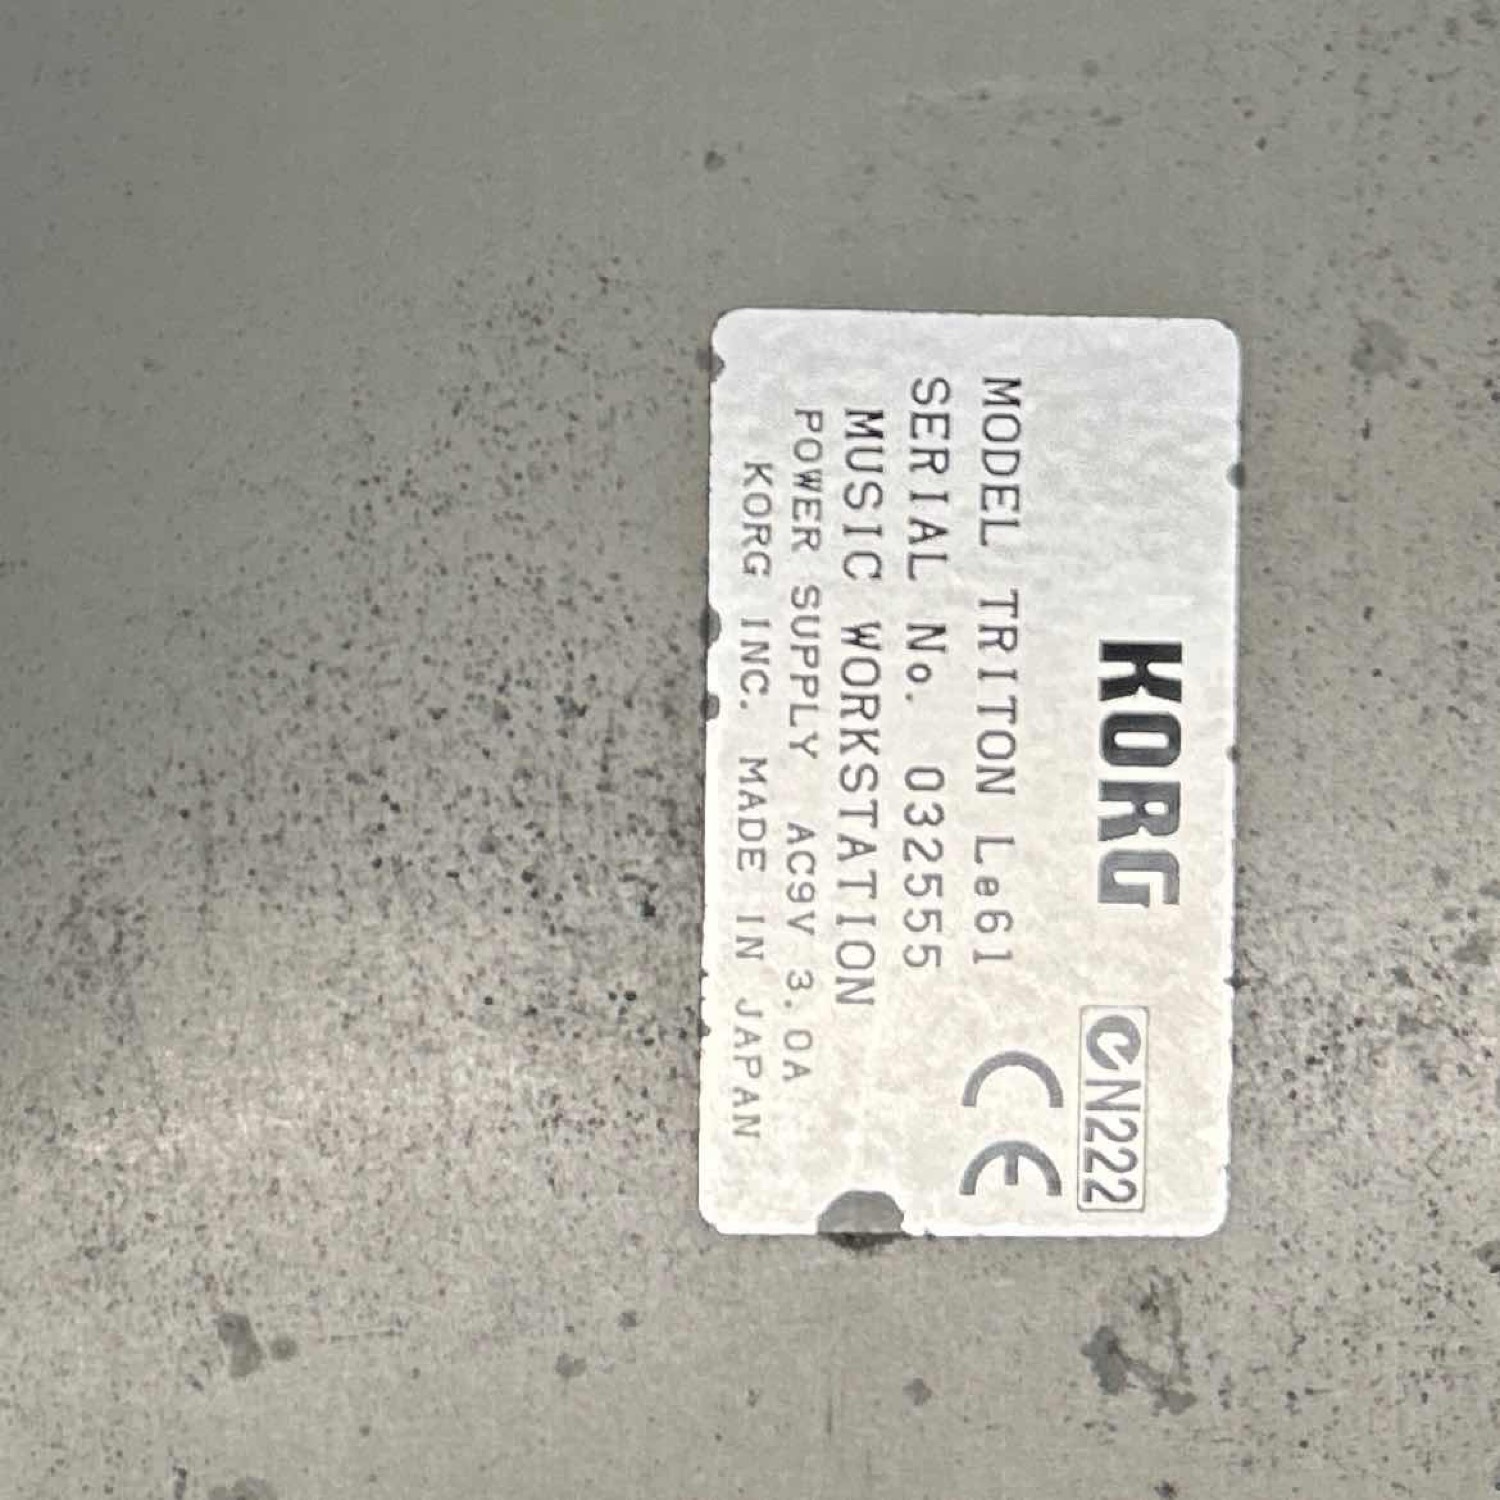 KORG
N222
MODEL TRITON Le61
SERIAL No. 032555
CE
MUSIC WORKSTATION
POWER SUPPLY AC9V 3.0A
KORG INC. MADE IN JAPAN